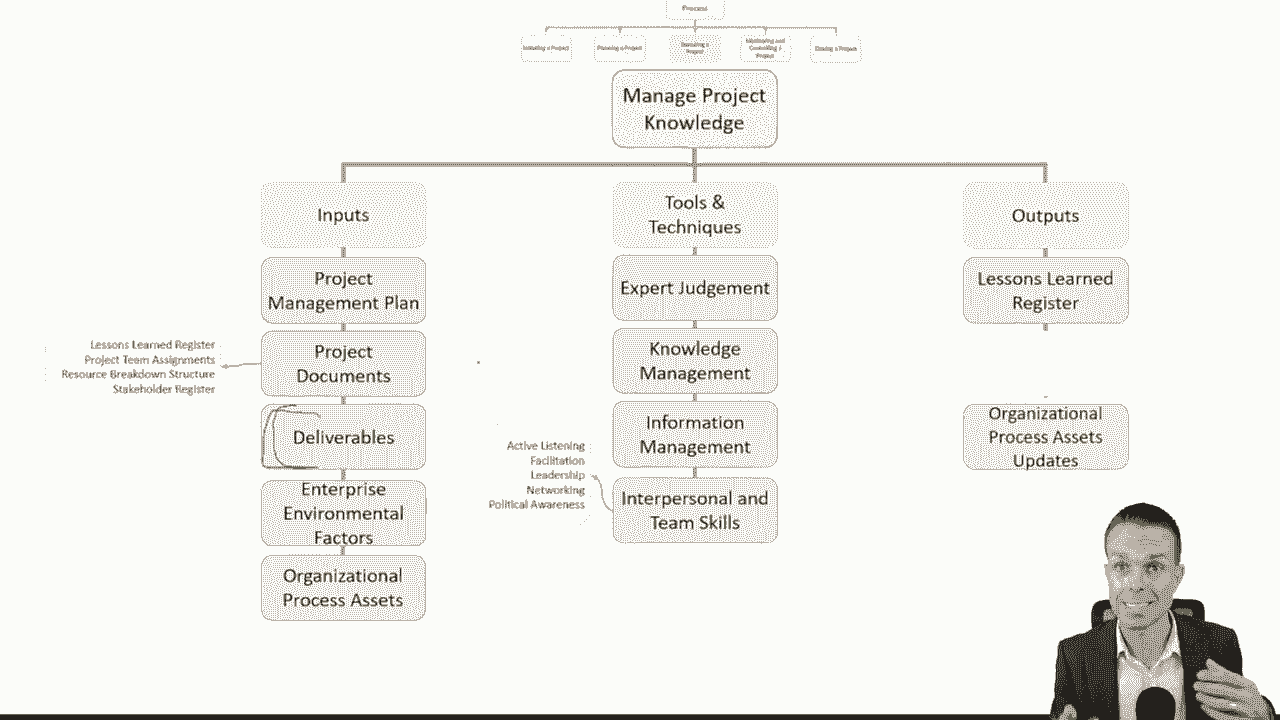 Process
Initiating a Project
Planning a Project
Executing a
Project
Monitoring and
Controlling a
Project
Closing a Project
Manage Project
Knowledge
Inputs
Project
Management Plan
Project
Documents
Lessons Learned Register
Project Team Assignments
Resource Breakdown Structure
Stakeholder Register
Deliverables
Enterprise
Environmental
Factors
Organizational
Process Assets
Tools &
Techniques
Expert Judgement
Knowledge
Management
Information
Management
Interpersonal and
Team Skills
Active Listening
Facilitation
Leadership
Networking
Political Awareness
Outputs
Lessons Learned
Register
Organizational
Process Assets
Updates